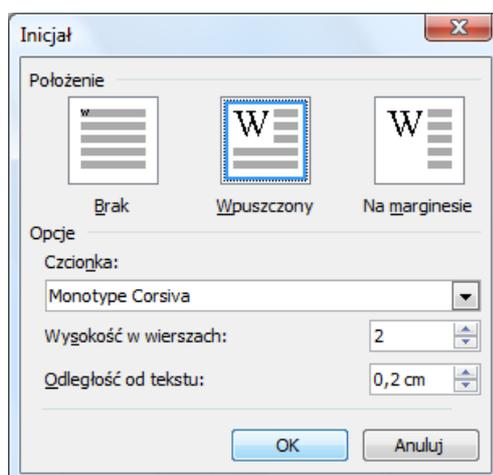 Inicjał
Położenie
W
W
W
Brak
Wpuszczony
Na marginesie
Opcje
Czcionka:
Monotype Corsiva
Wysokość w wierszach:
2
Odległość od tekstu:
0,2 cm
OK
Anuluj